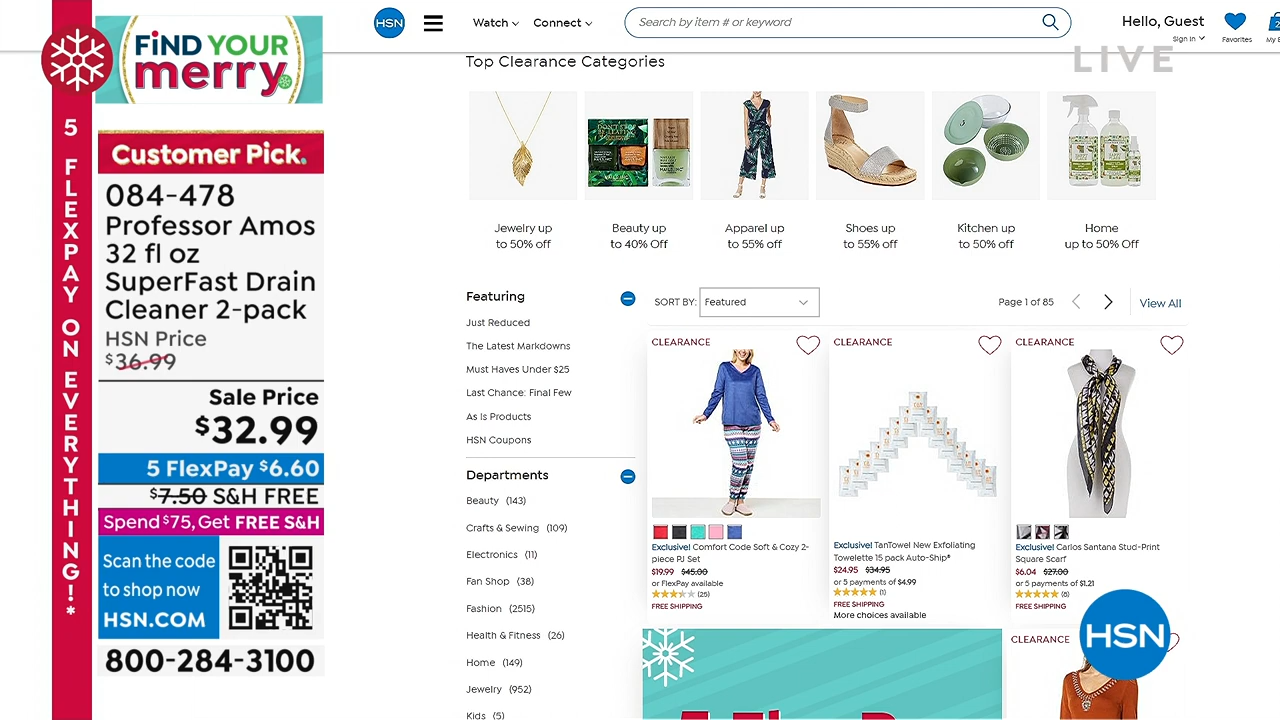 FiND YOUR
merry.
5 FLEXPAY ON EVERYTHING!*
Customer Pick.
084-478
Professor Amos
32 fl oz
SuperFast Drain
Cleaner 2-pack
HSN Price
$36.99
Sale Price
$32.99
5 FlexPay $6.60
$7.50 S&H FREE
Spend $75, Get FREE S&H
Scan the code
to shop now
HSN.COM
800-284-3100
HSN
Watch
Connect
Search by item # or keyword
Hello, Guest
Sign In
Favorites
LIVE
Top Clearance Categories
Jewelry up
to 50% off
Beauty up
to 40% Off
Apparel up
to 55% off
Shoes up
to 55% off
Kitchen up
to 50% off
Home
up to 50% Off
Featuring
Just Reduced
The Latest Markdowns
Must Haves Under $25
Last Chance: Final Few
As Is Products
HSN Coupons
Departments
Beauty (143)
Crafts & Sewing (109)
Electronics (11)
Fan Shop (38)
Fashion (2515)
Health & Fitness (26)
Home (149)
Jewelry (952)
Kids (5)
SORT BY: Featured
Page 1 of 85
View All
CLEARANCE
Exclusive! Comfort Code Soft & Cozy 2-
piece PJ Set
$19.99 $45.00
or FlexPay available
(25)
FREE SHIPPING
CLEARANCE
Exclusive! TanTowel New Exfoliating
Towelette 15 pack Auto-Ship®
$24.95 $34.95
or 5 payments of $4.99
(1)
FREE SHIPPING
More choices available
CLEARANCE
Exclusive! Carlos Santana Stud-Print
Square Scarf
$6.04 $27.00
or 5 payments of $1.21
(8)
FREE SHIPPING
CLEARANCE
HSN